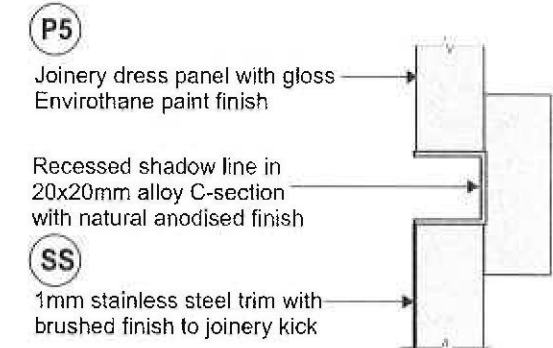 P5
Joinery dress panel with gloss
Envirothane paint finish
Recessed shadow line in
20x20mm alloy C-section
with natural anodised finish
SS
1mm stainless steel trim with
brushed finish to joinery kick